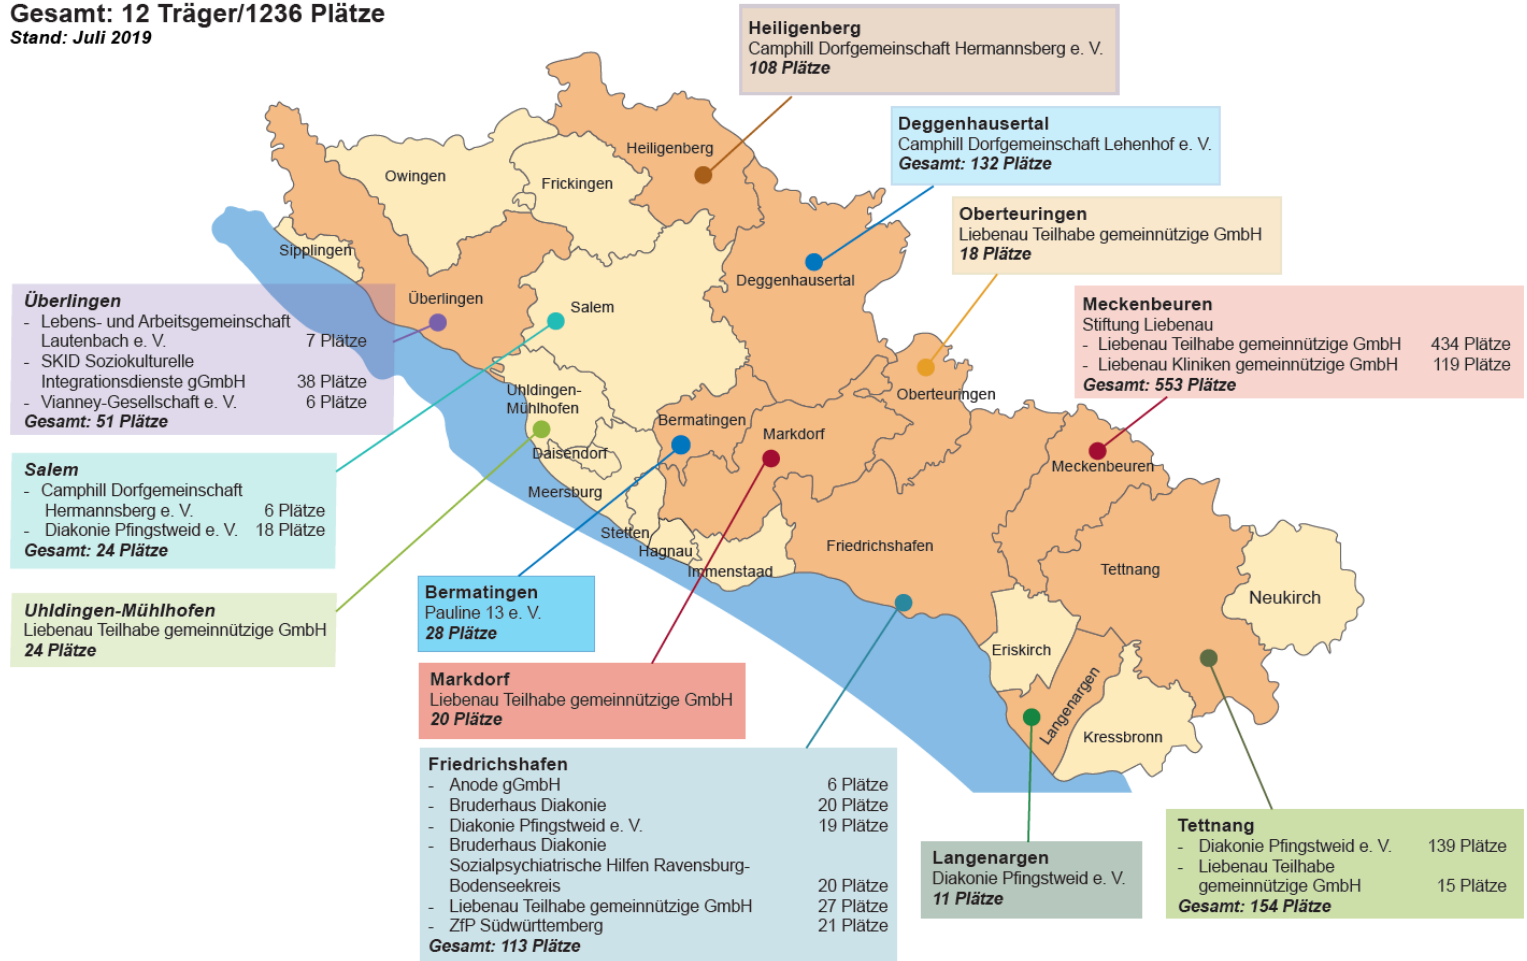 Gesamt: 12 Träger/1236 Plätze
Stand: Juli 2019
Heiligenberg
Camphill Dorfgemeinschaft Hermannsberg e. V.
108 Plätze
Deggenhausertal
Camphill Dorfgemeinschaft Lehenhof e. V.
Gesamt: 132 Plätze
Oberteuringen
Liebenau Teilhabe gemeinnützige GmbH
18 Plätze
Meckenbeuren
Stiftung Liebenau
- Liebenau Teilhabe gemeinnützige GmbH 434 Plätze
- Liebenau Kliniken gemeinnützige GmbH 119 Plätze
Gesamt: 553 Plätze
Überlingen
- Lebens- und Arbeitsgemeinschaft
Lautenbach e. V. 7 Plätze
- SKID Soziokulturelle
Integrationsdienste gGmbH 38 Plätze
- Vianney-Gesellschaft e. V. 6 Plätze
Gesamt: 51 Plätze
Salem
- Camphill Dorfgemeinschaft
Hermannsberg e. V. 6 Plätze
- Diakonie Pfingstweid e. V. 18 Plätze
Gesamt: 24 Plätze
Uhldingen-Mühlhofen
Liebenau Teilhabe gemeinnützige GmbH
24 Plätze
Bermatingen
Pauline 13 e. V.
28 Plätze
Markdorf
Liebenau Teilhabe gemeinnützige GmbH
20 Plätze
Friedrichshafen
- Anode gGmbH 6 Plätze
- Bruderhaus Diakonie 20 Plätze
- Diakonie Pfingstweid e. V. 19 Plätze
- Bruderhaus Diakonie
Sozialpsychiatrische Hilfen Ravensburg-
Bodenseekreis 20 Plätze
- Liebenau Teilhabe gemeinnützige GmbH 27 Plätze
- ZfP Südwürttemberg 21 Plätze
Gesamt: 113 Plätze
Langenargen
Diakonie Pfingstweid e. V.
11 Plätze
Tettnang
- Diakonie Pfingstweid e. V. 139 Plätze
- Liebenau Teilhabe
gemeinnützige GmbH 15 Plätze
Gesamt: 154 Plätze
Heiligenberg
Owingen
Frickingen
Sipplingen
Deggenhausertal
Überlingen
Salem
Uhldingen-
Mühlhofen
Oberteuringen
Bermatingen
Markdorf
Daisendorf
Meckenbeuren
Meersburg
Stetten
Hagnau
Friedrichshafen
Immenstaad
Tettnang
Neukirch
Eriskirch
Langenargen
Kressbronn